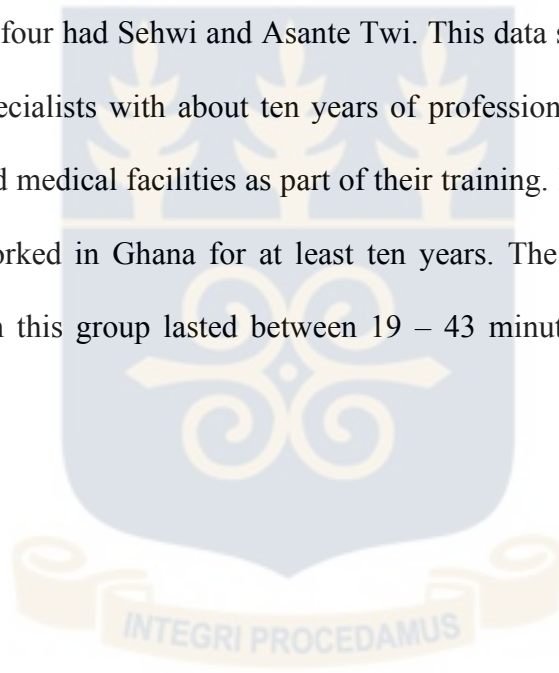 four had Sehwi and Asante Twi. This data s
ecialists with about ten years of profession
d medical facilities as part of their training.
orked in Ghana for at least ten years. The
n this group lasted between 19 – 43 minut
INTEGRI PROCEDAMUS